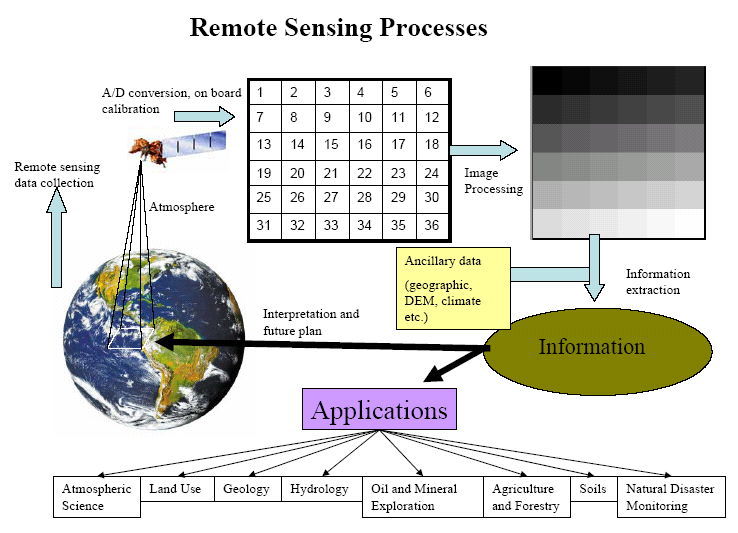 Remote Sensing Processes
A/D conversion, on board
calibration
1 2 3 4 5 6
7 8 9 10 11 12
13 14 15 16 17 18
19 20 21 22 23 24
25 26 27 28 29 30
31 32 33 34 35 36
Remote sensing
data collection
Atmosphere
Image
Processing
Ancillary data
(geographic,
DEM, climate
etc.)
Information
extraction
Interpretation and
future plan
Information
Applications
Atmospheric
Science
Land Use
Geology
Hydrology
Oil and Mineral
Exploration
Agriculture
and Forestry
Soils
Natural Disaster
Monitoring